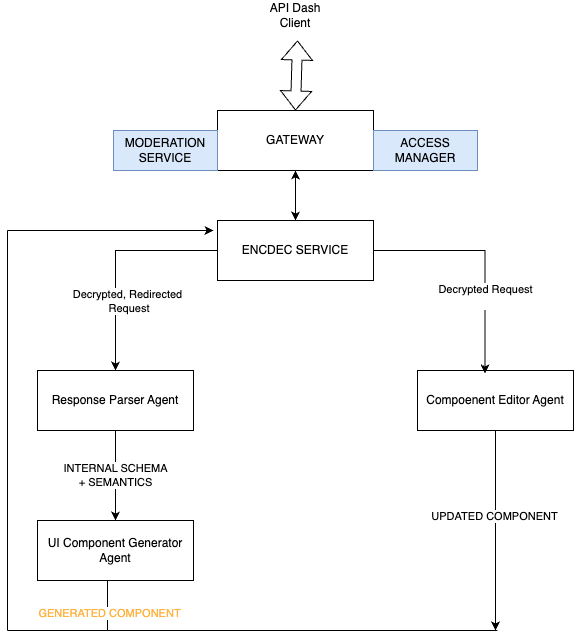 API Dash
Client
MODERATION
SERVICE
GATEWAY
ACCESS
MANAGER
ENCDEC SERVICE
Decrypted, Redirected
Request
Decrypted Request
Response Parser Agent
Compoenent Editor Agent
INTERNAL SCHEMA
+ SEMANTICS
UPDATED COMPONENT
UI Component Generator
Agent
GENERATED COMPONENT